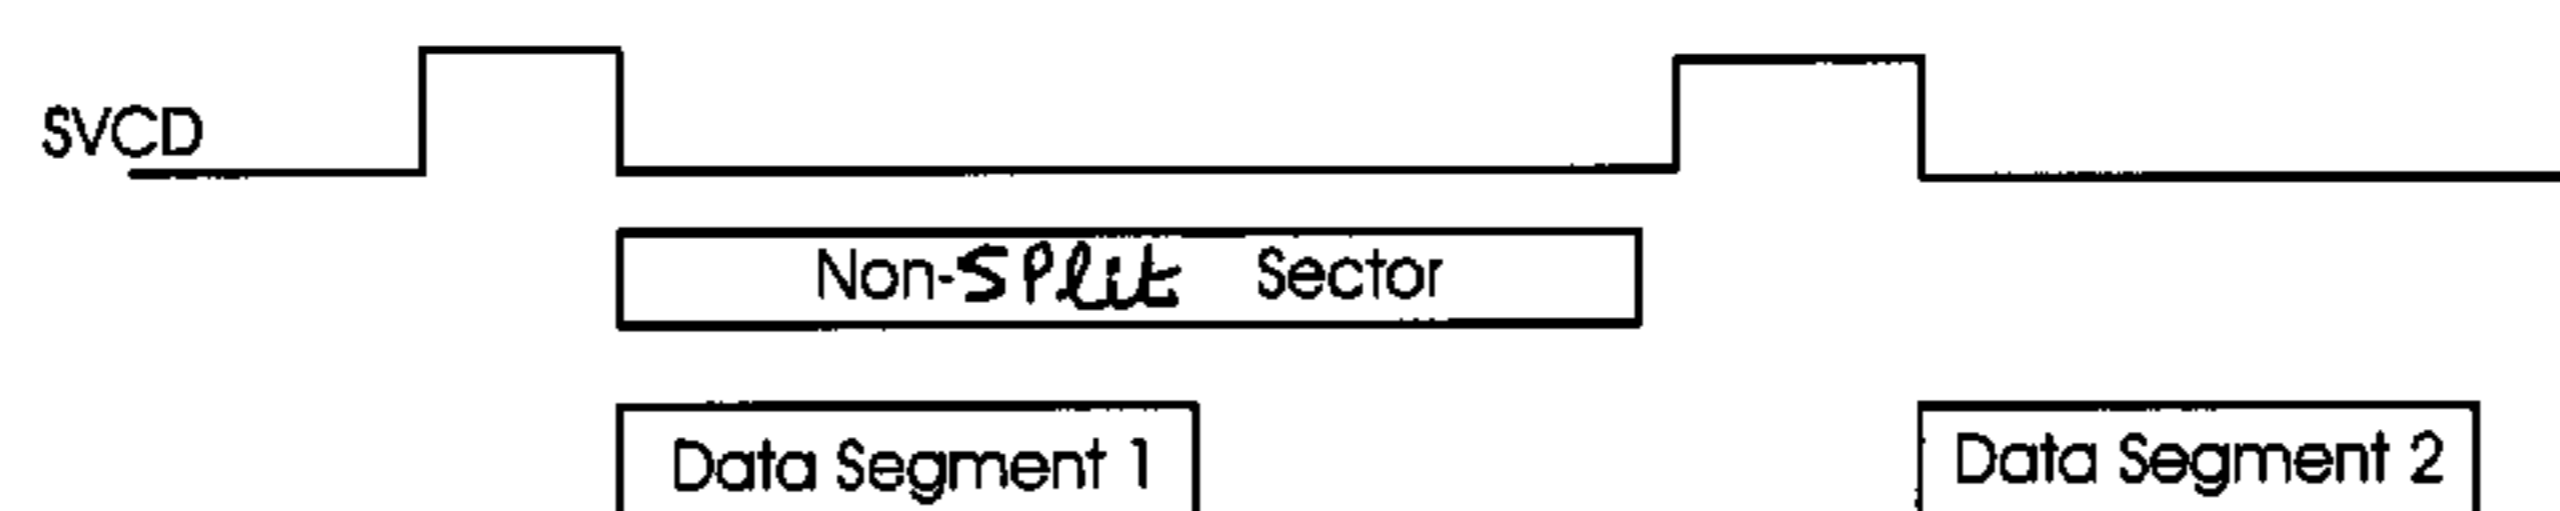 SVCD
Non-split Sector
Data Segment 1
Data Segment 2